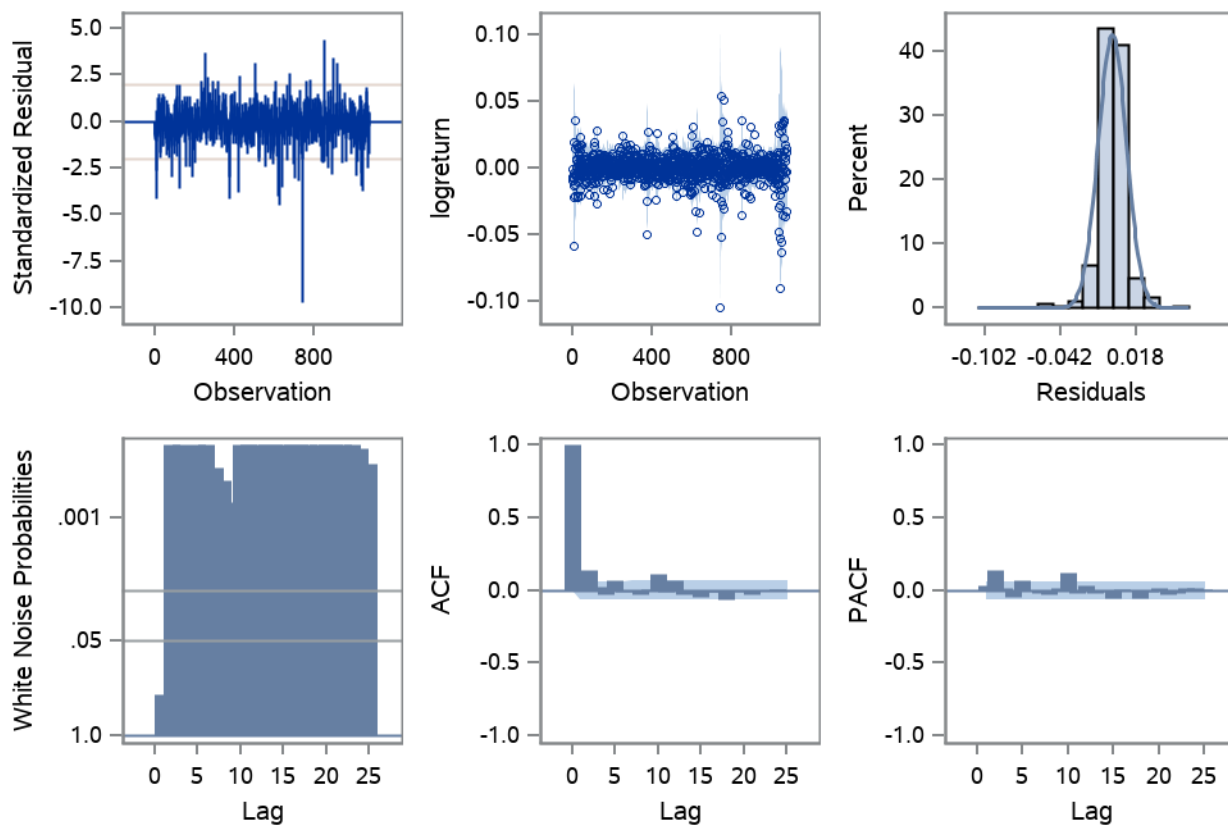 Standardized Residual
5.0
2.5
0.0
-2.5
-5.0
-7.5
-10.0
0 400 800
Observation
logreturn
0.10
0.05
0.00
-0.05
-0.10
0 400 800
Observation
Percent
40
30
20
10
0
-0.102 -0.042 0.018
Residuals
White Noise Probabilities
.001
.05
1.0
0 5 10 15 20 25
Lag
ACF
1.0
0.5
0.0
-0.5
-1.0
0 5 10 15 20 25
Lag
PACF
1.0
0.5
0.0
-0.5
-1.0
0 5 10 15 20 25
Lag